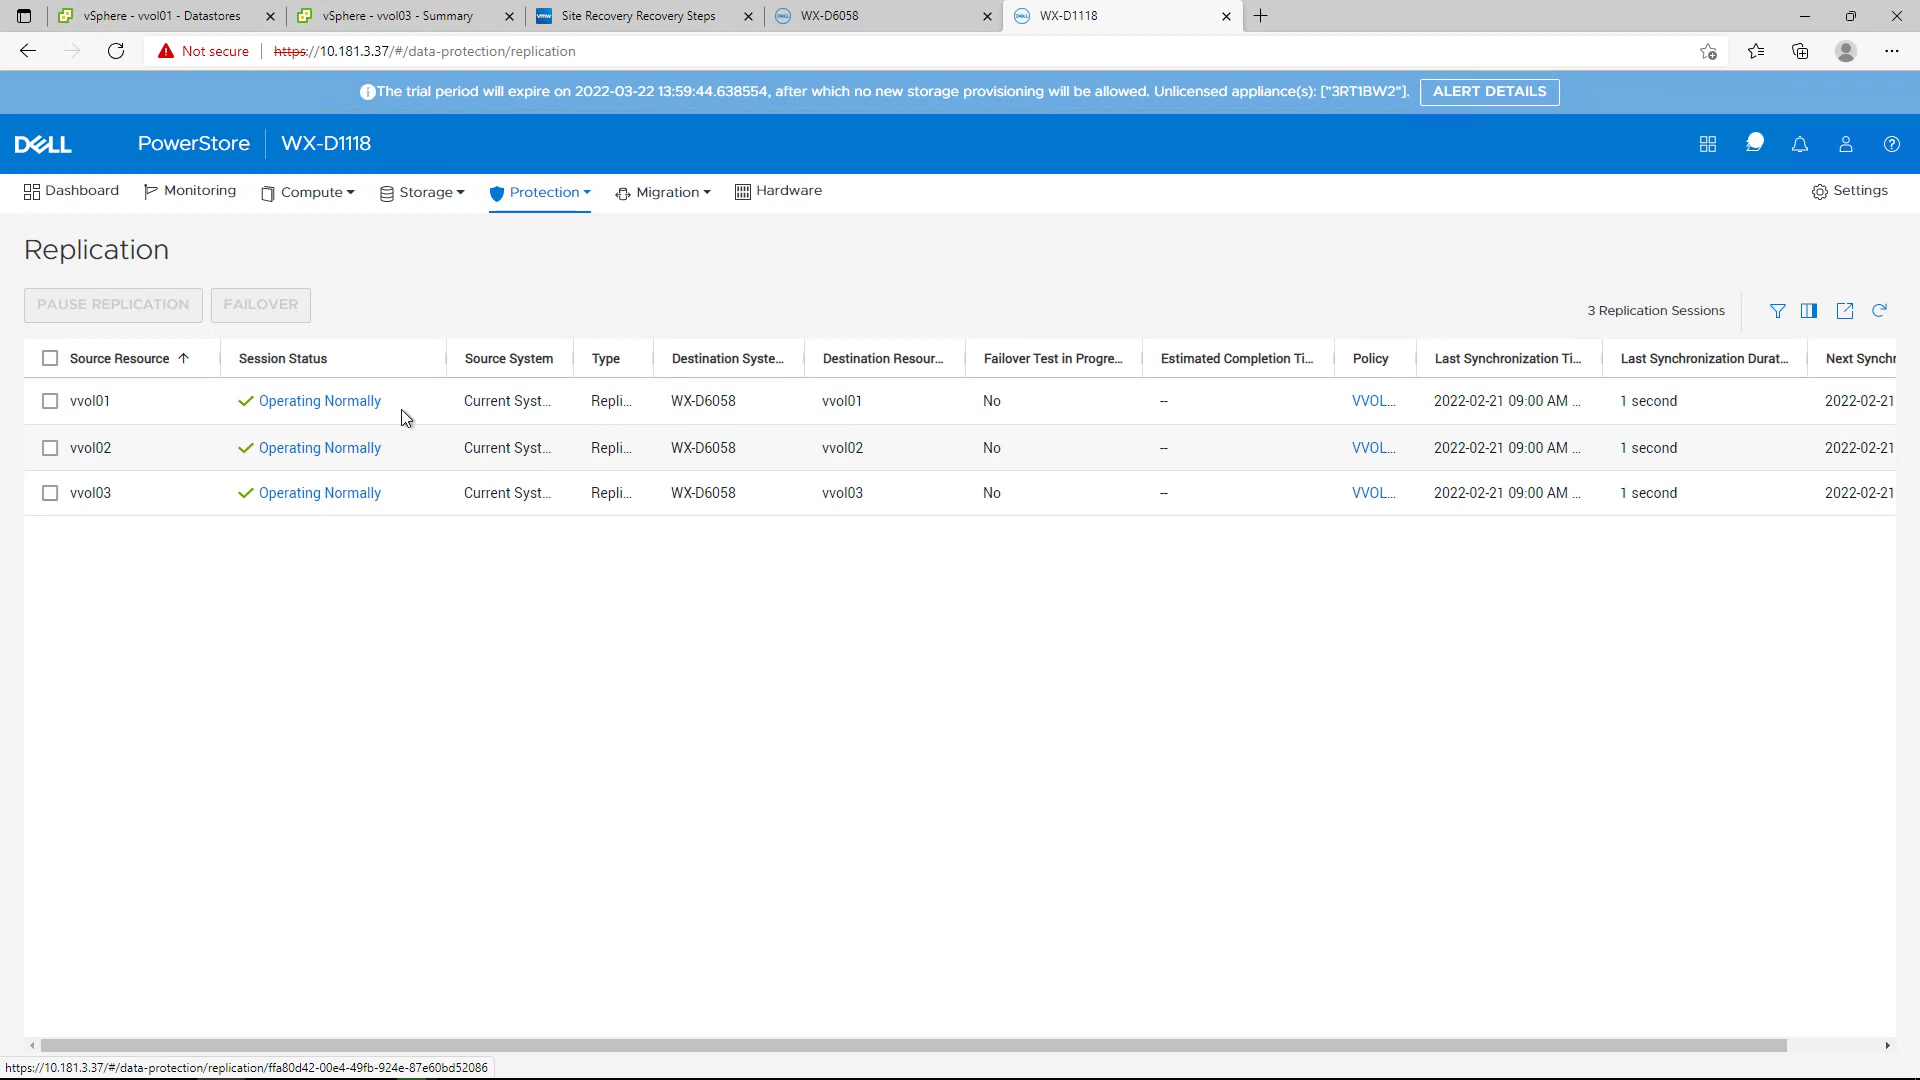 vSphere - vvol01 - Datastores
vSphere - vvol03 - Summary
vmw
Site Recovery Recovery Steps
WX-D6058
WX-D1118
Not secure
https://10.181.3.37/#/data-protection/replication
The trial period will expire on 2022-03-22 13:59:44.638554, after which no new storage provisioning will be allowed. Unlicensed appliance(s): ["3RT1BW2"].
ALERT DETAILS
DELL
PowerStore
WX-D1118
Dashboard
Monitoring
Compute
Storage
Protection
Migration
Hardware
Settings
Replication
PAUSE REPLICATION
FAILOVER
3 Replication Sessions
Source Resource Session Status Source System Type Destination Syste... Destination Resour... Failover Test in Progre... Estimated Completion Ti... Policy Last Synchronization Ti... Last Synchronization Durat... Next Synchr
vvol01 Operating Normally Current Syst... Repli... WX-D6058 vvol01 No -- VVOL... 2022-02-21 09:00 AM ... 1 second 2022-02-21
vvol02 Operating Normally Current Syst... Repli... WX-D6058 vvol02 No -- VVOL... 2022-02-21 09:00 AM ... 1 second 2022-02-21
vvol03 Operating Normally Current Syst... Repli... WX-D6058 vvol03 No -- VVOL... 2022-02-21 09:00 AM ... 1 second 2022-02-21
https://10.181.3.37/#/data-protection/replication/ffa80d42-00e4-49fb-924e-87e60bd52086